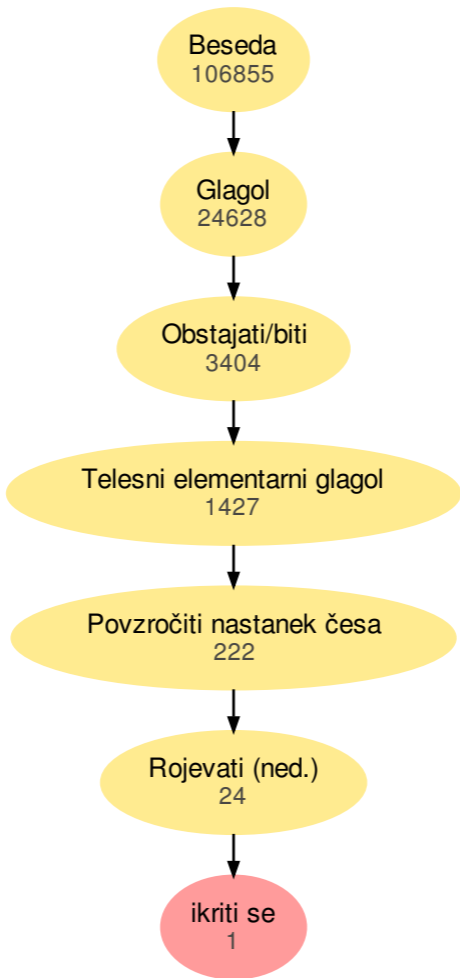 Beseda
106855
Glagol
24628
Obstajati/biti
3404
Telesni elementarni glagol
1427
Povzročiti nastanek česa
222
Rojevati (ned.)
24
ikriti se
1